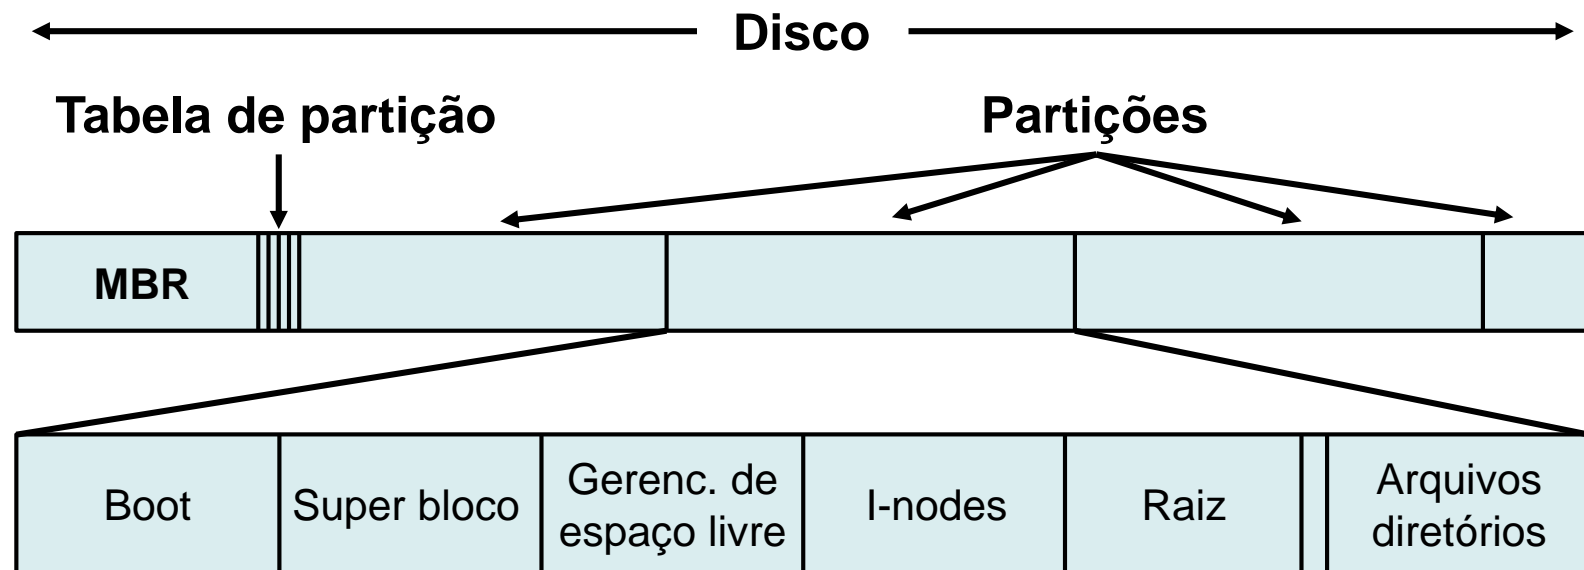 Disco
Tabela de partição
Partições
MBR
Boot
Super bloco
Gerenc. de
espaço livre
I-nodes
Raiz
Arquivos
diretórios